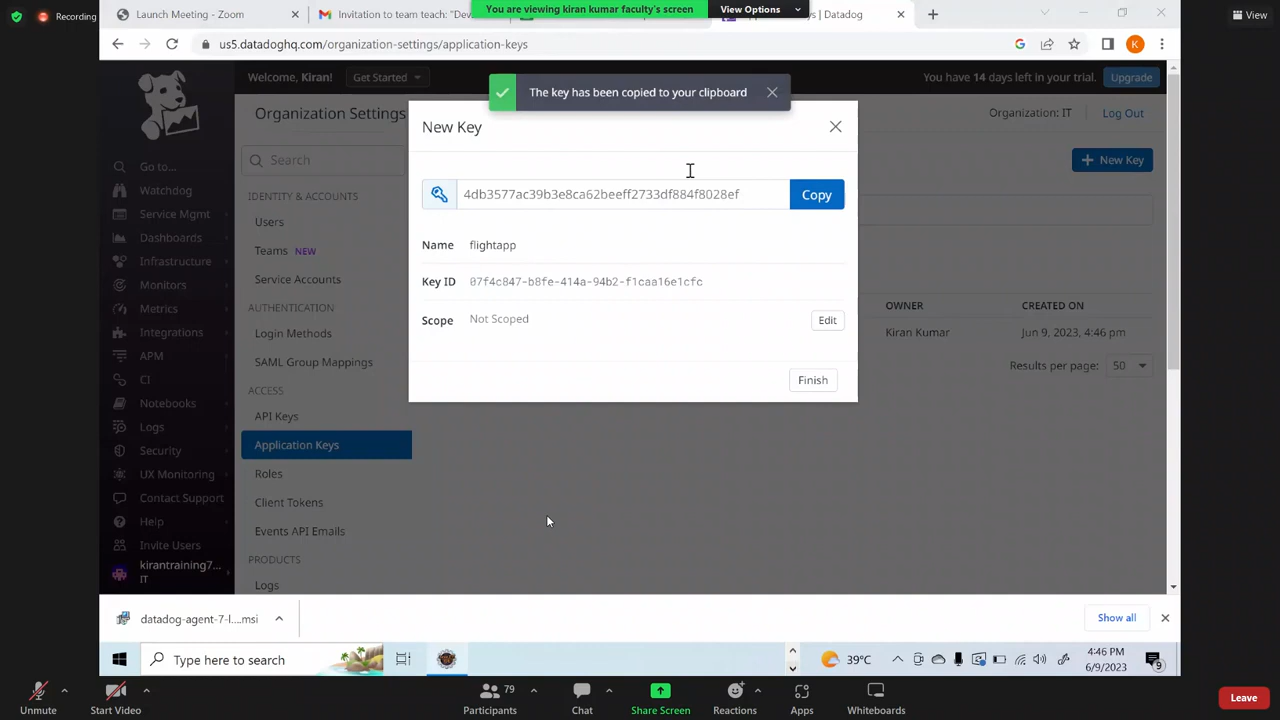 Launch Meeting - Zoom
Invitation to team teach: "Dev
| Datadog
You are viewing kiran kumar faculty's screen
View Options
Recording
View
us5.datadoghq.com/organization-settings/application-keys
K
Welcome, Kiran!
Get Started
You have 14 days left in your trial.
Upgrade
The key has been copied to your clipboard
Organization Settings
Organization: IT
Log Out
New Key
Search
New Key
4db3577ac39b3e8ca62beeff2733df884f8028ef
Copy
Name
flightapp
Key ID
07f4c847-b8fe-414a-94b2-f1caa16e1cfc
Scope
Not Scoped
Edit
Finish
OWNER
CREATED ON
Kiran Kumar
Jun 9, 2023, 4:46 pm
Results per page:
50
Go to...
Watchdog
Service Mgmt
Dashboards
Infrastructure
Monitors
Metrics
Integrations
APM
CI
Notebooks
Logs
Security
UX Monitoring
Contact Support
Help
Invite Users
kirantraining7...
IT
IDENTITY & ACCOUNTS
Users
Teams NEW
Service Accounts
AUTHENTICATION
Login Methods
SAML Group Mappings
ACCESS
API Keys
Application Keys
Roles
Client Tokens
Events API Emails
PRODUCTS
Logs
datadog-agent-7-l....msi
Show all
Type here to search
39°C
4:46 PM
6/9/2023
9
Unmute
Start Video
79
Participants
Chat
Share Screen
Reactions
Apps
Whiteboards
Leave